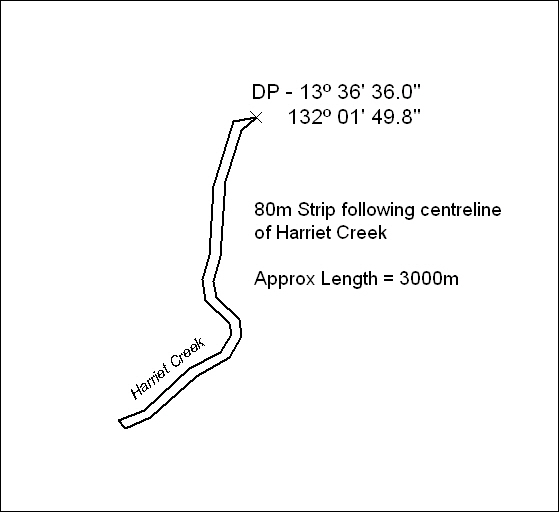 DP - 13º 36' 36.0"
132º 01' 49.8"
80m Strip following centreline
of Harriet Creek
Approx Length = 3000m
Harriet Creek